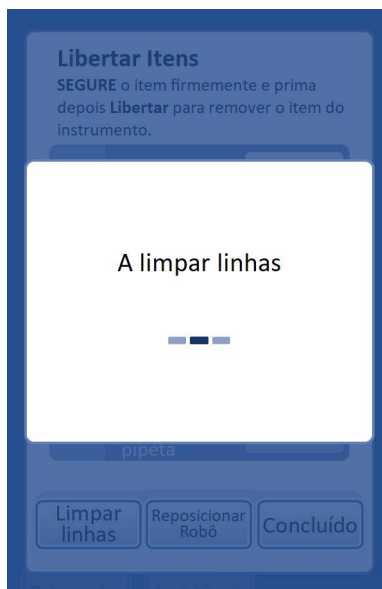 Libertar Itens
SEGURE o item firmemente e prima
depois Libertar para remover o item do
instrumento.
A limpar linhas
pipeta
Limpar
linhas
Reposicionar
Robô
Concluído